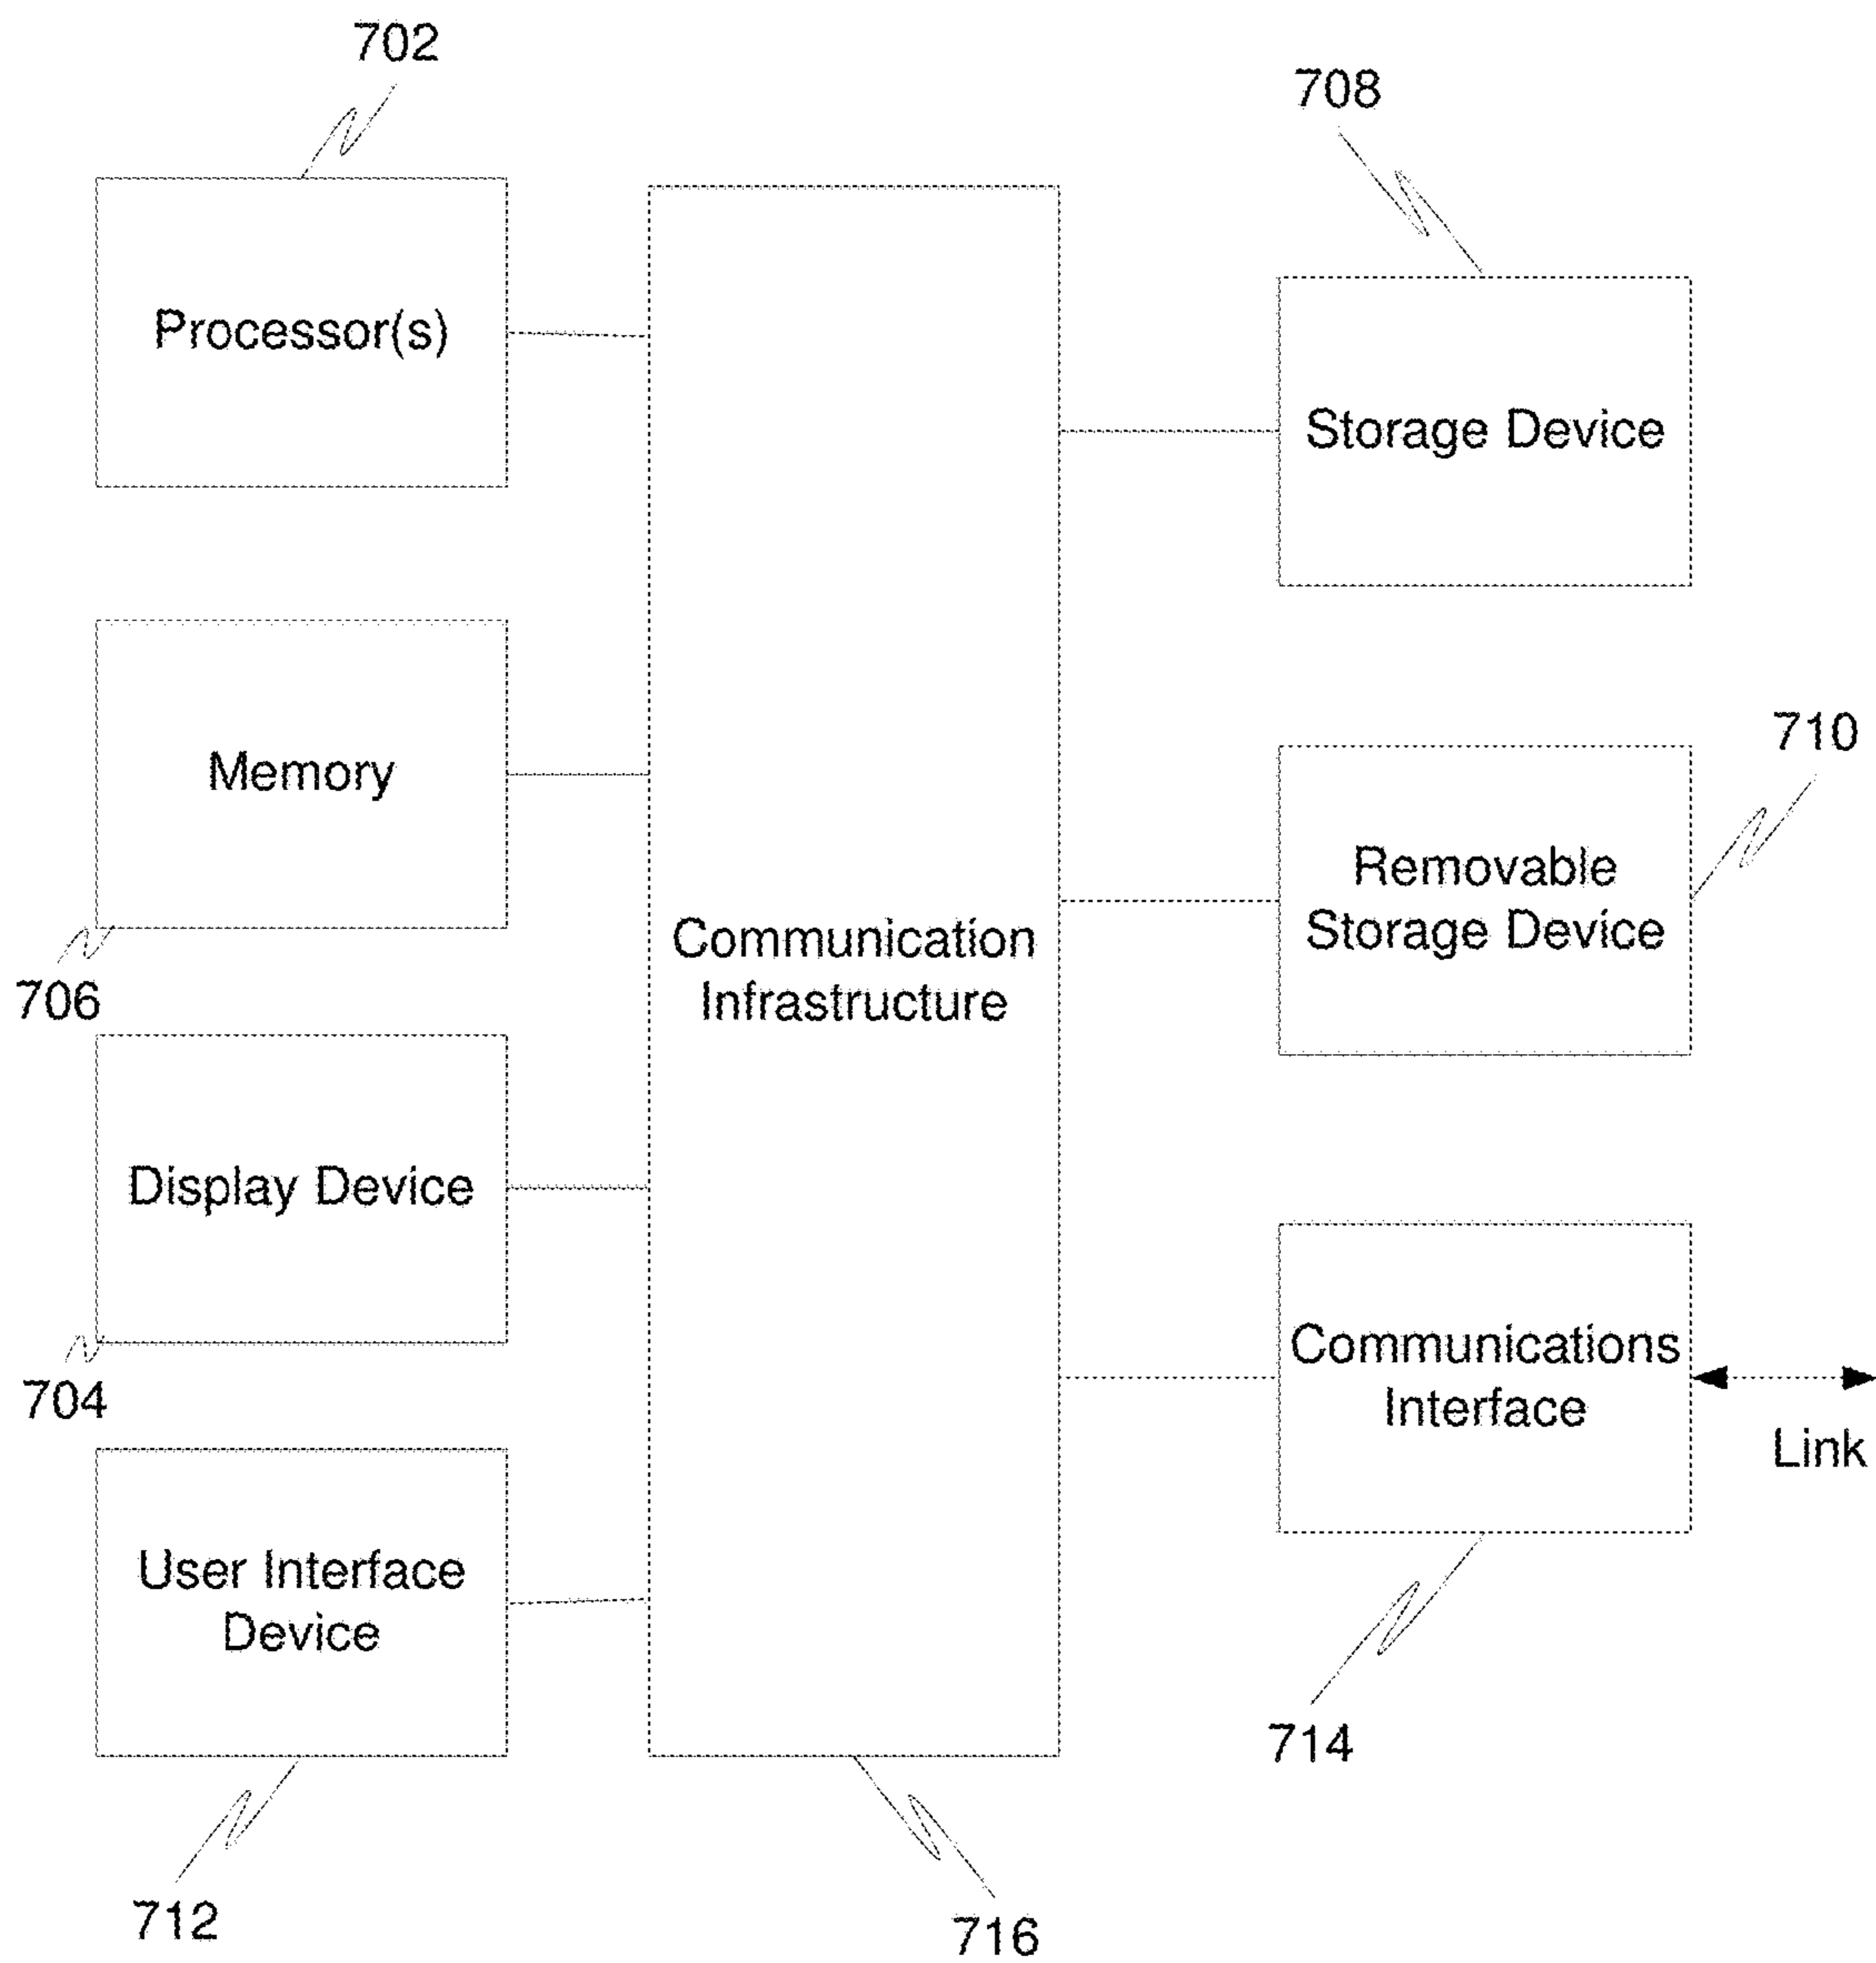 702
708
Processor(s)
Storage Device
710
Memory
Removable
Storage Device
Communication
Infrastructure
706
Display Device
704
Communications
Interface
Link
User Interface
Device
714
712
716